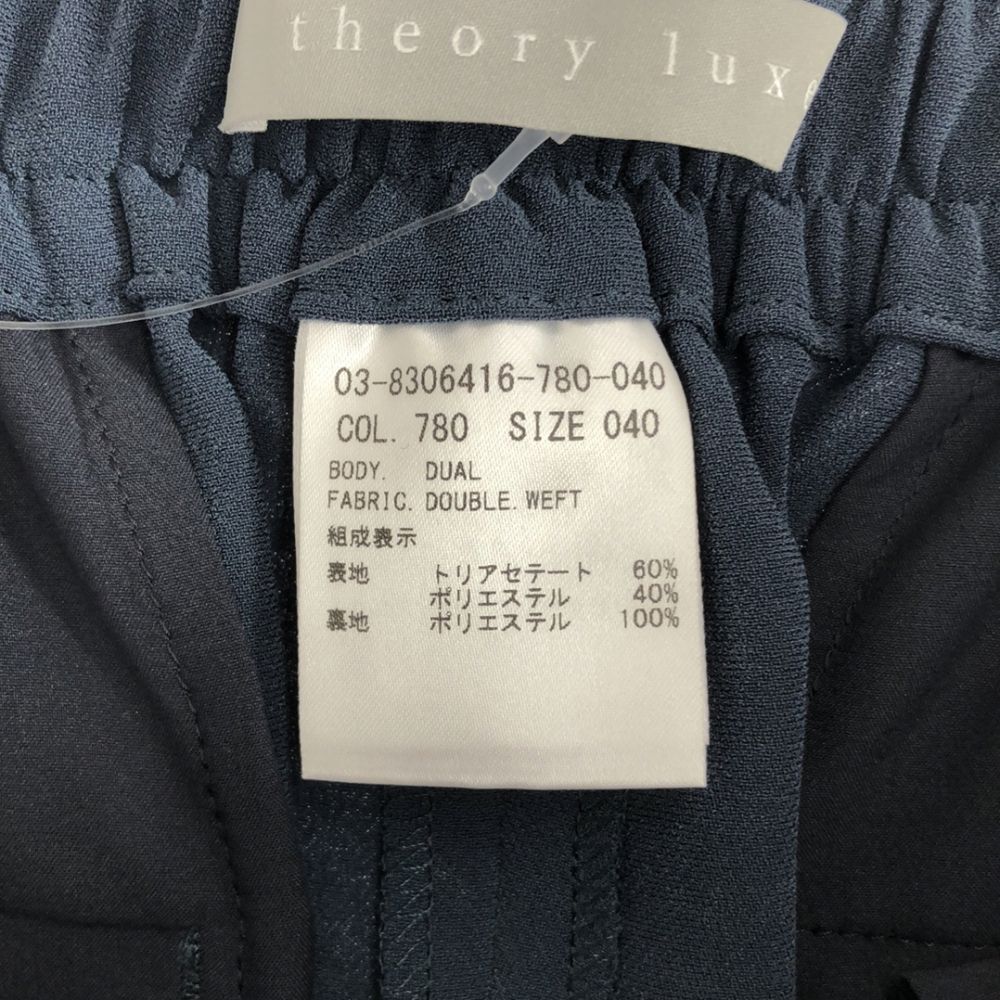 theory luxe
03-8306416-780-040
COL. 780 SIZE 040
BODY. DUAL
FABRIC. DOUBLE. WEFT
組成表示
表地 トリアセテート 60%
ポリエステル 40%
裏地 ポリエステル 100%